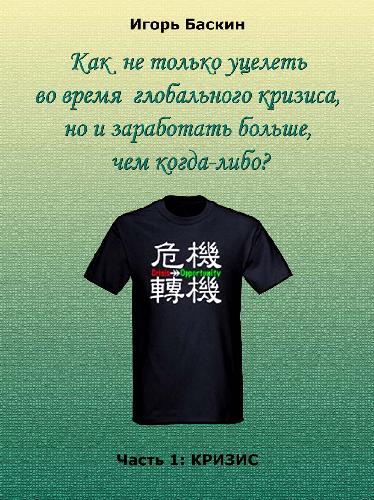 Игорь Баскин
Как не только уцелеть
во время глобального кризиса,
но и заработать больше,
чем когда-либо?
危機
Crisis Opportunity
轉機
Часть 1: КРИЗИС